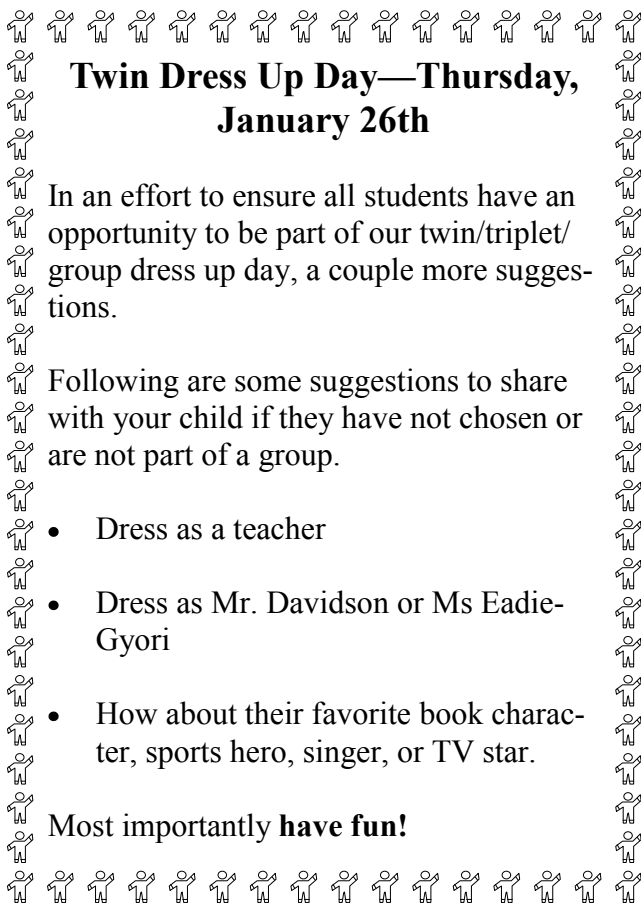 Twin Dress Up Day—Thursday,
January 26th
In an effort to ensure all students have an
opportunity to be part of our twin/triplet/
group dress up day, a couple more sugges-
tions.
Following are some suggestions to share
with your child if they have not chosen or
are not part of a group.
• Dress as a teacher
• Dress as Mr. Davidson or Ms Eadie-
Gyori
• How about their favorite book charac-
ter, sports hero, singer, or TV star.
Most importantly have fun!